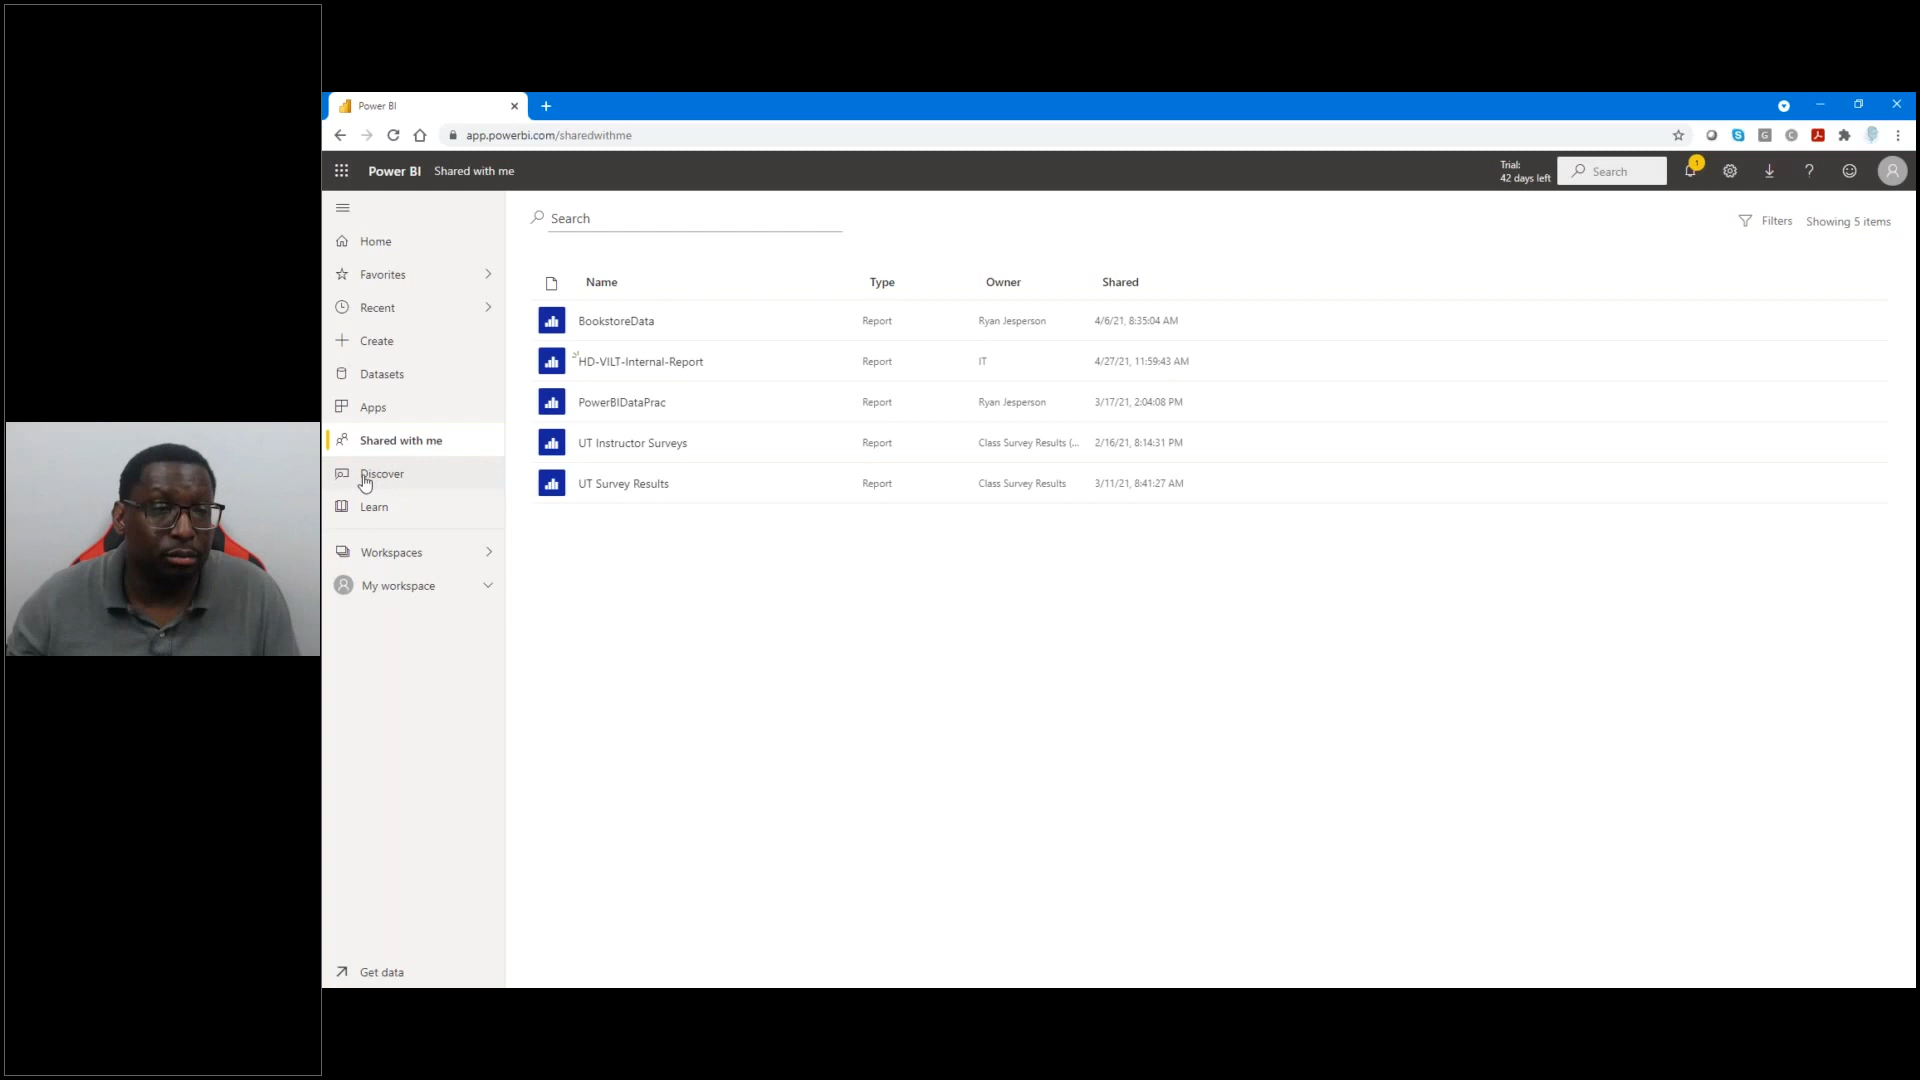 Power BI
app.powerbi.com/sharedwithme
Power BI Shared with me
Trial:
42 days left
Search
1
Home
Favorites
Recent
Create
Datasets
Apps
Shared with me
Discover
Learn
Workspaces
My workspace
Get data
Search
Filters Showing 5 items
Name Type Owner Shared
BookstoreData Report Ryan Jesperson 4/6/21, 8:35:04 AM
HD-VILT-Internal-Report Report IT 4/27/21, 11:59:43 AM
PowerBIDataPrac Report Ryan Jesperson 3/17/21, 2:04:08 PM
UT Instructor Surveys Report Class Survey Results (... 2/16/21, 8:14:31 PM
UT Survey Results Report Class Survey Results 3/11/21, 8:41:27 AM